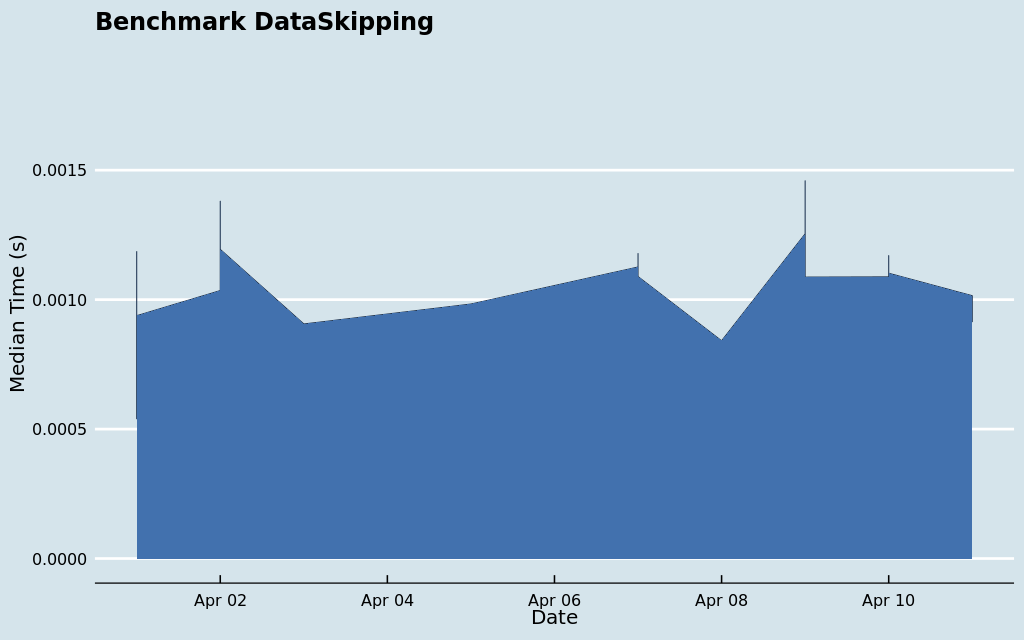 Benchmark DataSkipping
Median Time (s)
0.0015
0.0010
0.0005
0.0000
Apr 02
Apr 04
Apr 06
Apr 08
Apr 10
Date